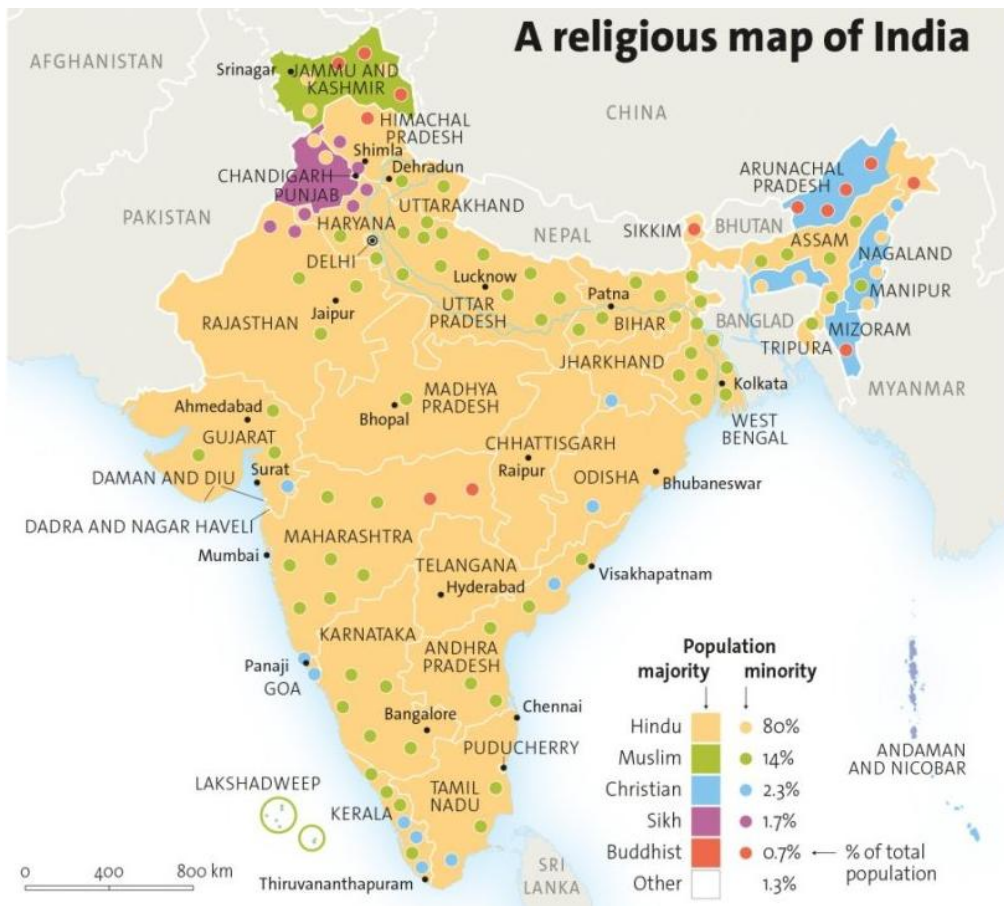 A religious map of India
AFGHANISTAN
Srinagar
JAMMU AND
KASHMIR
CHINA
HIMACHAL
PRADESH
Shimla
Dehradun
CHANDIGARH
PUNJAB
ARUNACHAL
PRADESH
PAKISTAN
UTTARAKHAND
HARYANA
NEPAL
SIKKIM
BHUTAN
ASSAM
NAGALAND
DELHI
Lucknow
Patna
MANIPUR
Jaipur
UTTAR
PRADESH
RAJASTHAN
BIHAR
BANGLAD
MIZORAM
TRIPURA
JHARKHAND
MYANMAR
Kolkata
MADHYA
PRADESH
Ahmedabad
Bhopal
WEST
BENGAL
GUJARAT
CHHATTISGARH
Raipur
DAMAN AND DIU
Surat
ODISHA
Bhubaneswar
DADRA AND NAGAR HAVELI
MAHARASHTRA
Mumbai
TELANGANA
Hyderabad
Visakhapatnam
KARNATAKA
ANDHRA
PRADESH
Panaji
GOA
Chennai
Bangalore
PUDUCHERRY
LAKSHADWEEP
KERALA
TAMIL
NADU
ANDAMAN
AND NICOBAR
Thiruvananthapuram
SRI
LANKA
0 400 800 km
Population
majority minority
Hindu 80%
Muslim 14%
Christian 2.3%
Sikh 1.7%
Buddhist 0.7% % of total
population
Other 1.3%